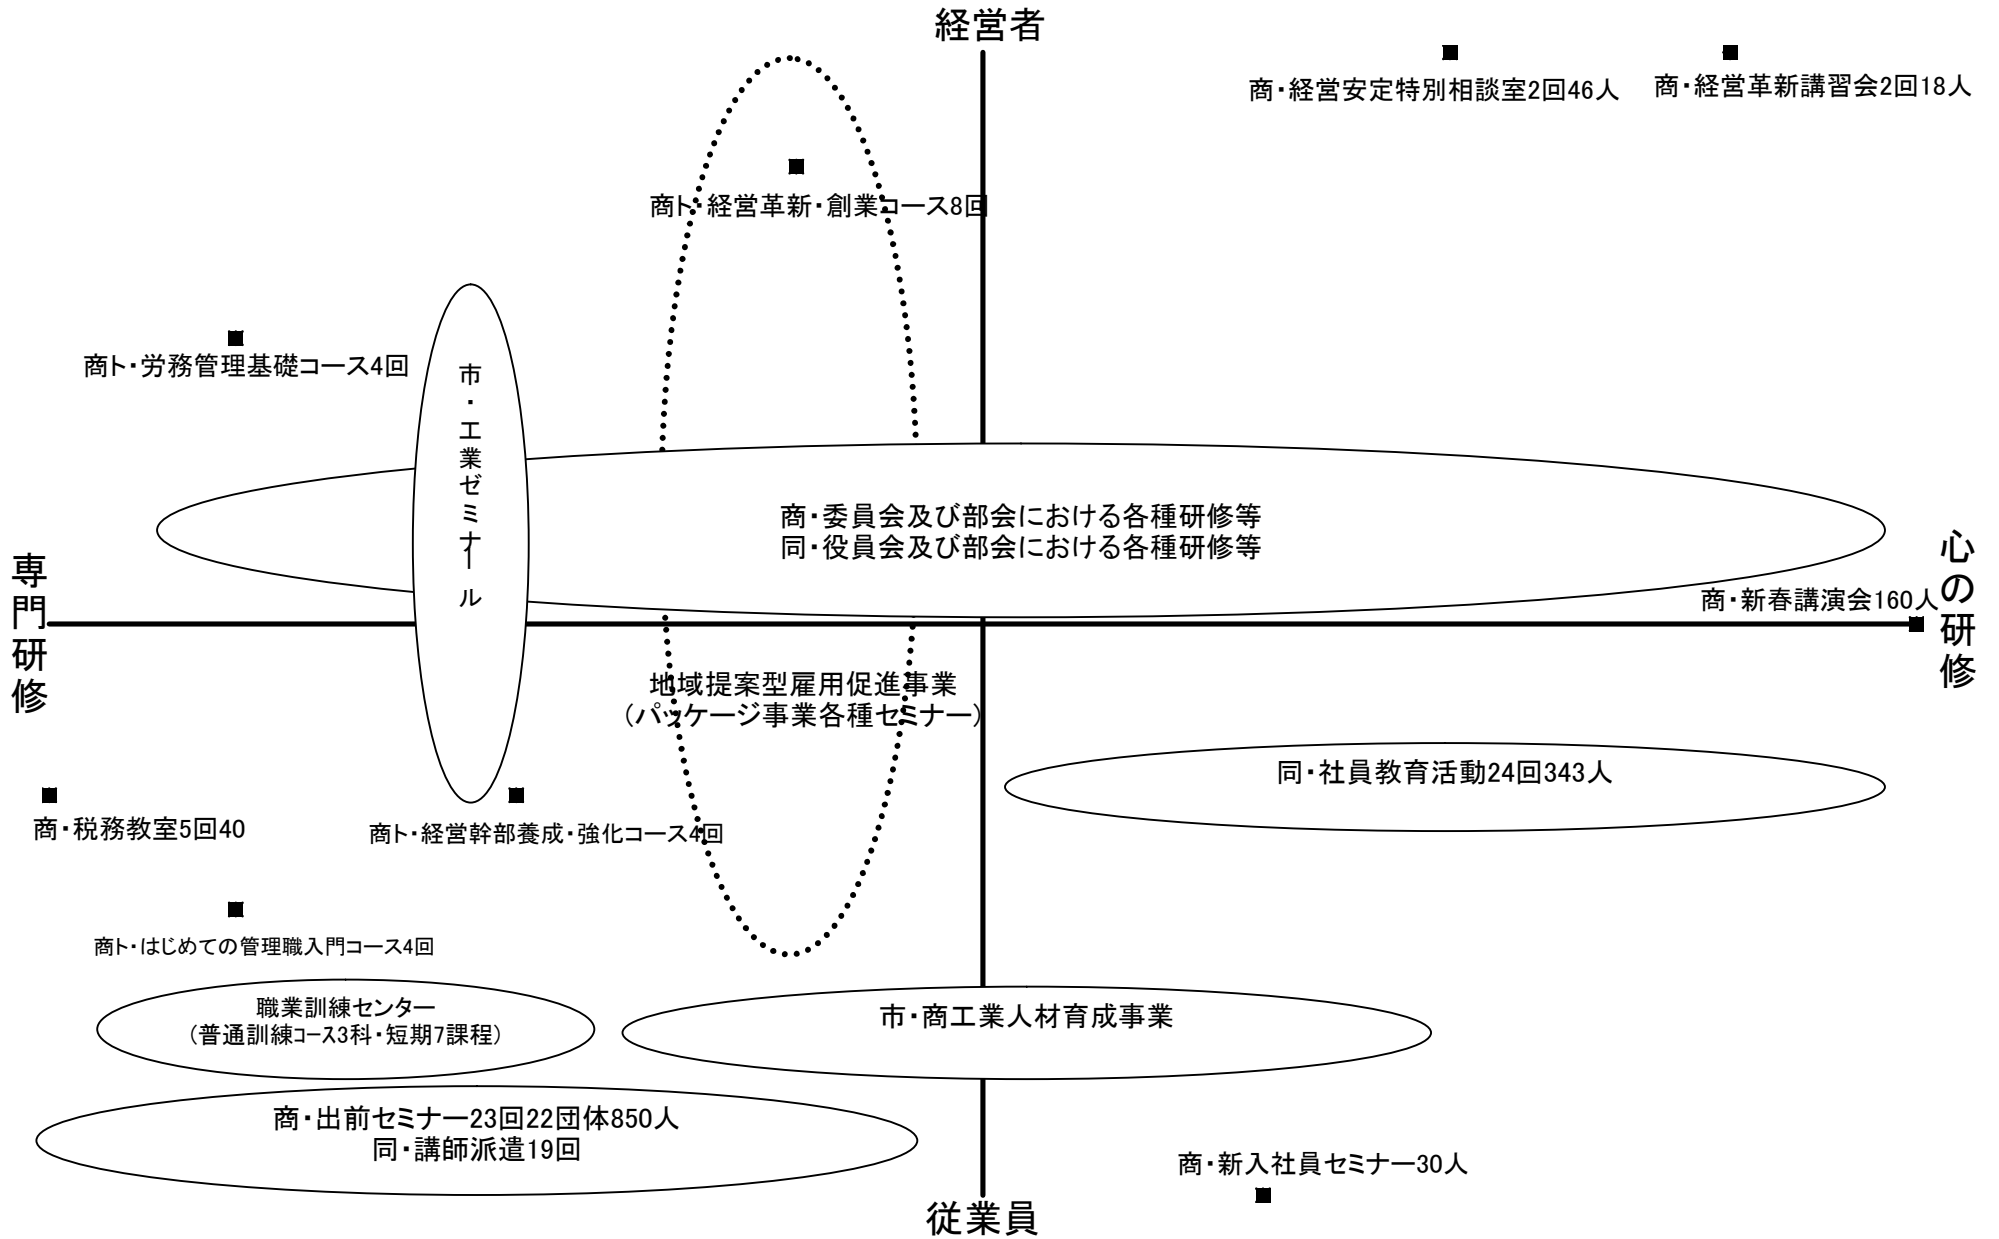 経営者
商・経営安定特別相談室2回46人
商・経営革新講習会2回18人
商ト・経営革新・創業コース8回
商ト・労務管理基礎コース4回
市・工業ゼミナール
商・委員会及び部会における各種研修等
同・役員会及び部会における各種研修等
専門研修
心の研修
商・新春講演会160人
地域提案型雇用促進事業
(パッケージ事業各種セミナー)
同・社員教育活動24回343人
商・税務教室5回40
商ト・経営幹部養成・強化コース4回
商ト・はじめての管理職入門コース4回
職業訓練センター
(普通訓練コース3科・短期7課程)
市・商工業人材育成事業
商・出前セミナー23回22団体850人
同・講師派遣19回
商・新入社員セミナー30人
従業員